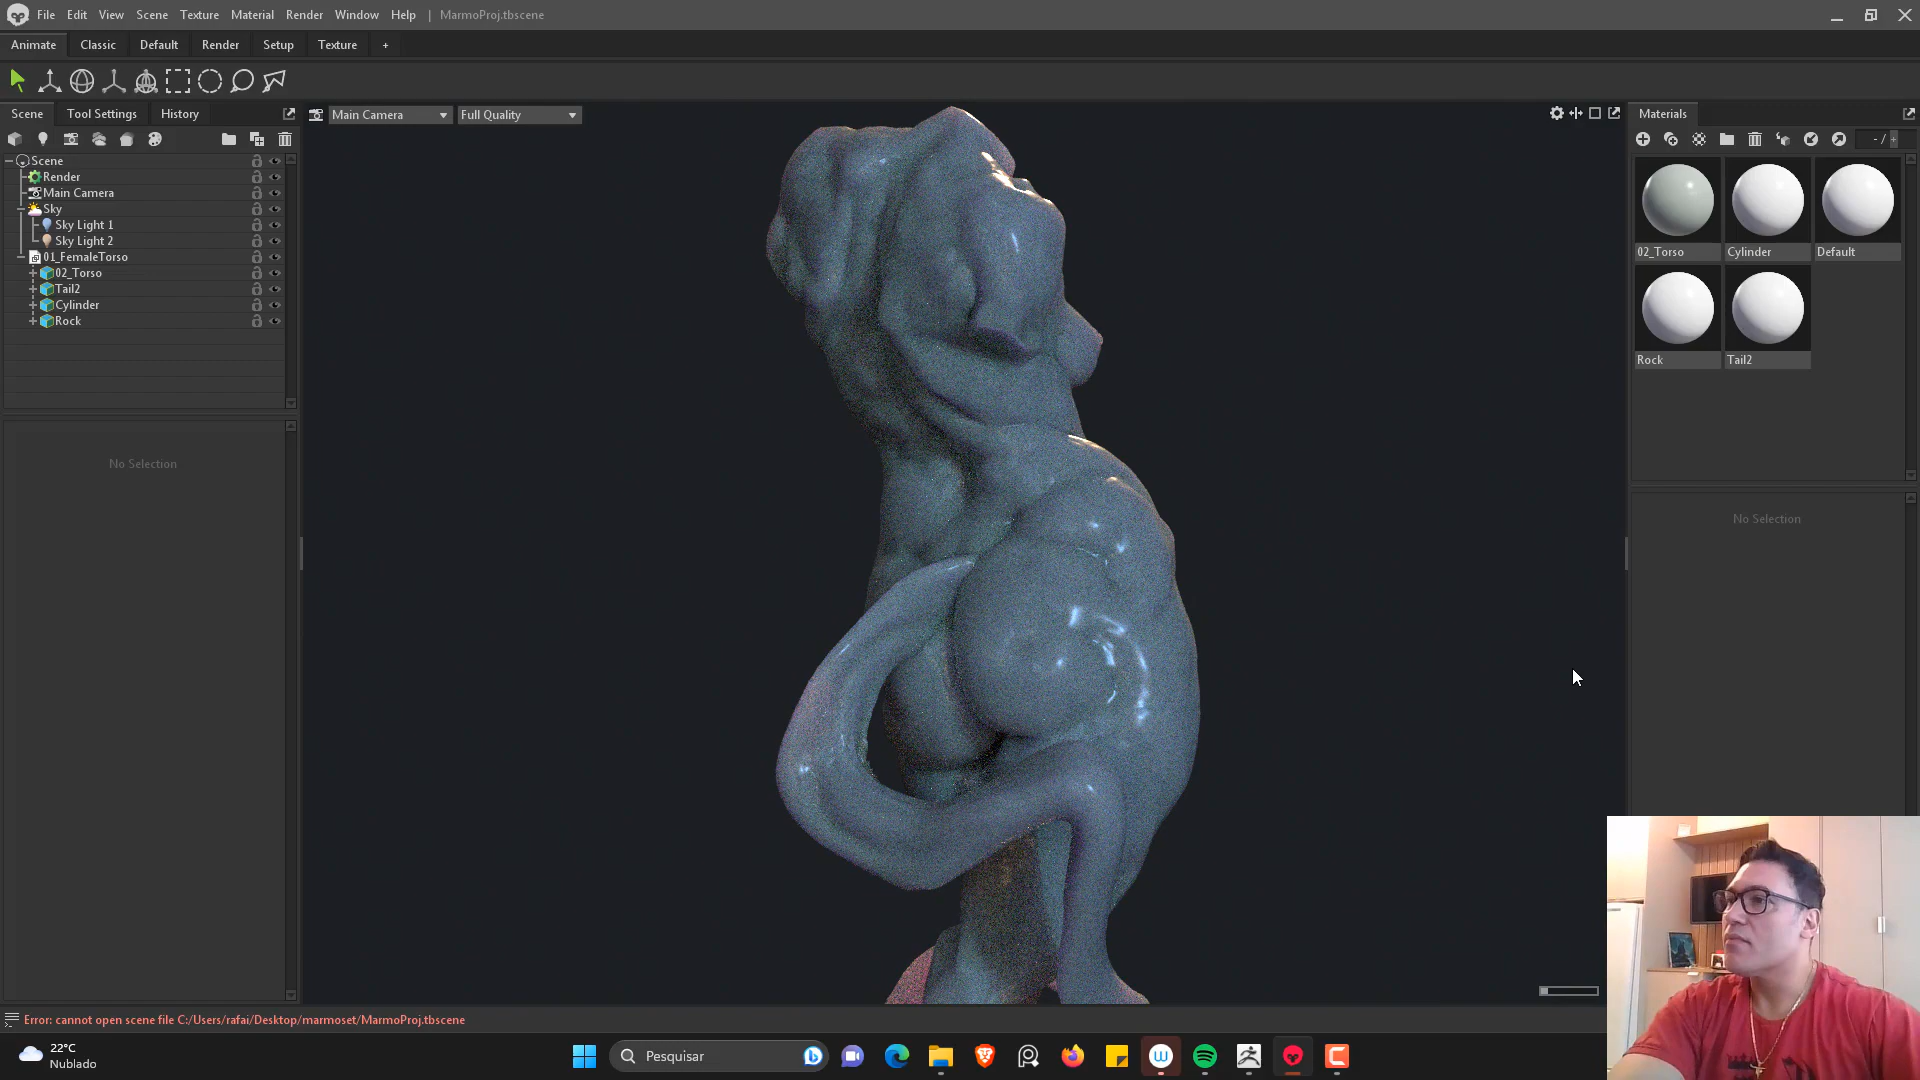 File Edit View Scene Texture Material Render Window Help | MarmoProj.tbscene
Animate Classic Default Render Setup Texture +
Scene Tool Settings History
Main Camera Full Quality
Materials
- / +
Scene
Render
Main Camera
Sky
Sky Light 1
Sky Light 2
01_FemaleTorso
02_Torso
Tail2
Cylinder
Rock
02_Torso Cylinder Default
Rock Tail2
No Selection
No Selection
Error: cannot open scene file C:/Users/rafai/Desktop/marmoset/MarmoProj.tbscene
22°C
Nublado
Pesquisar